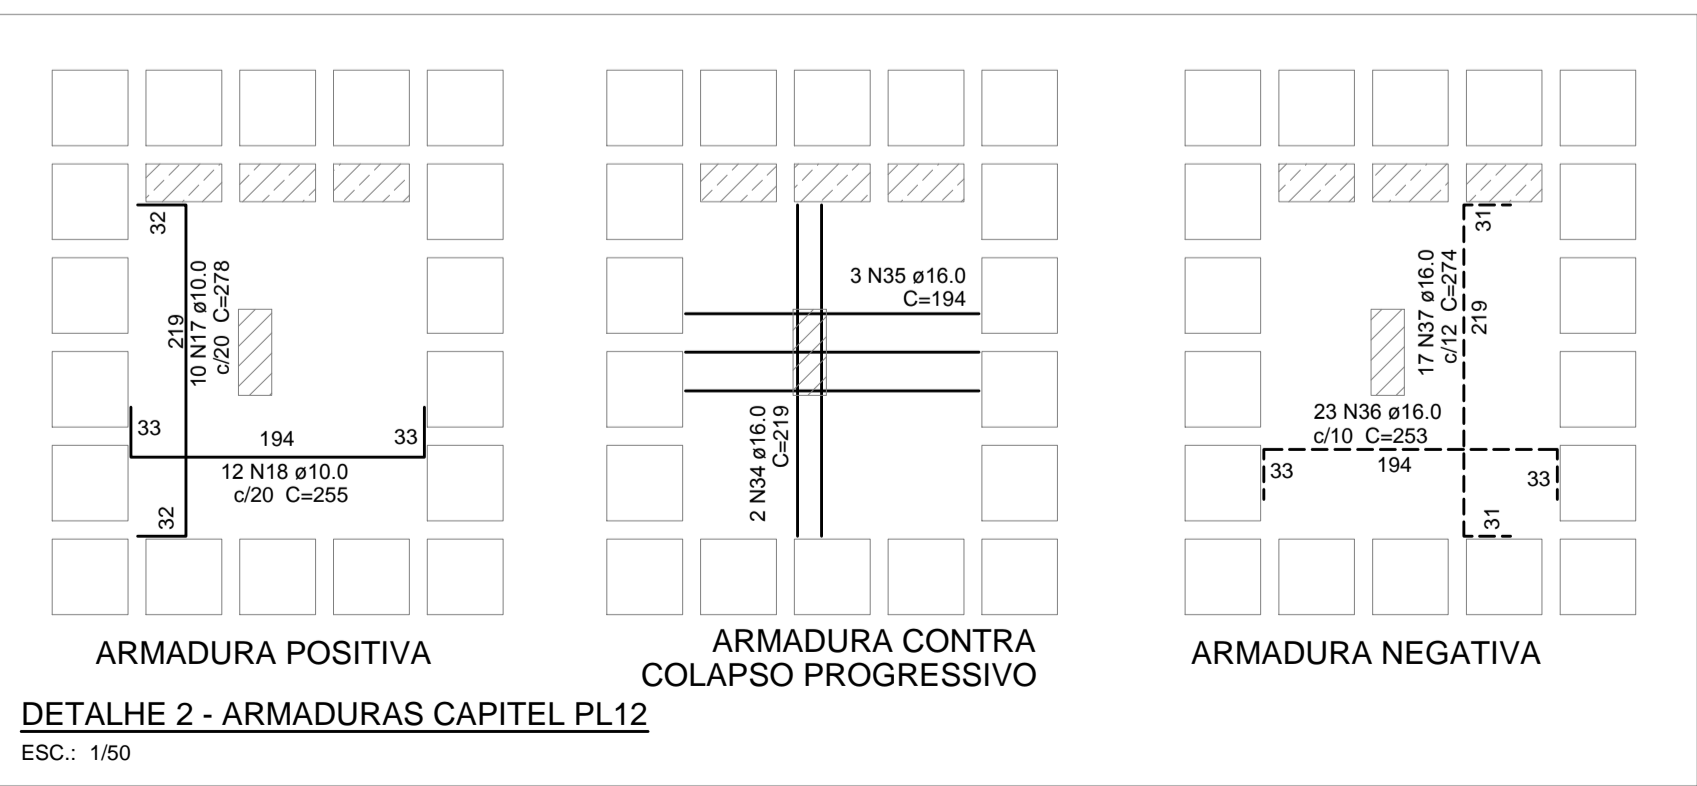 32
219
10 N17 ø10.0
c/20 C=278
33
194
33
12 N18 ø10.0
c/20 C=255
32
ARMADURA POSITIVA
3 N35 ø16.0
C=194
2 N34 ø16.0
C=219
ARMADURA CONTRA
COLAPSO PROGRESSIVO
31
17 N37 ø16.0
c/12 C=274
219
23 N36 ø16.0
c/10 C=253
33
194
33
31
ARMADURA NEGATIVA
DETALHE 2 - ARMADURAS CAPITEL PL12
ESC.: 1/50